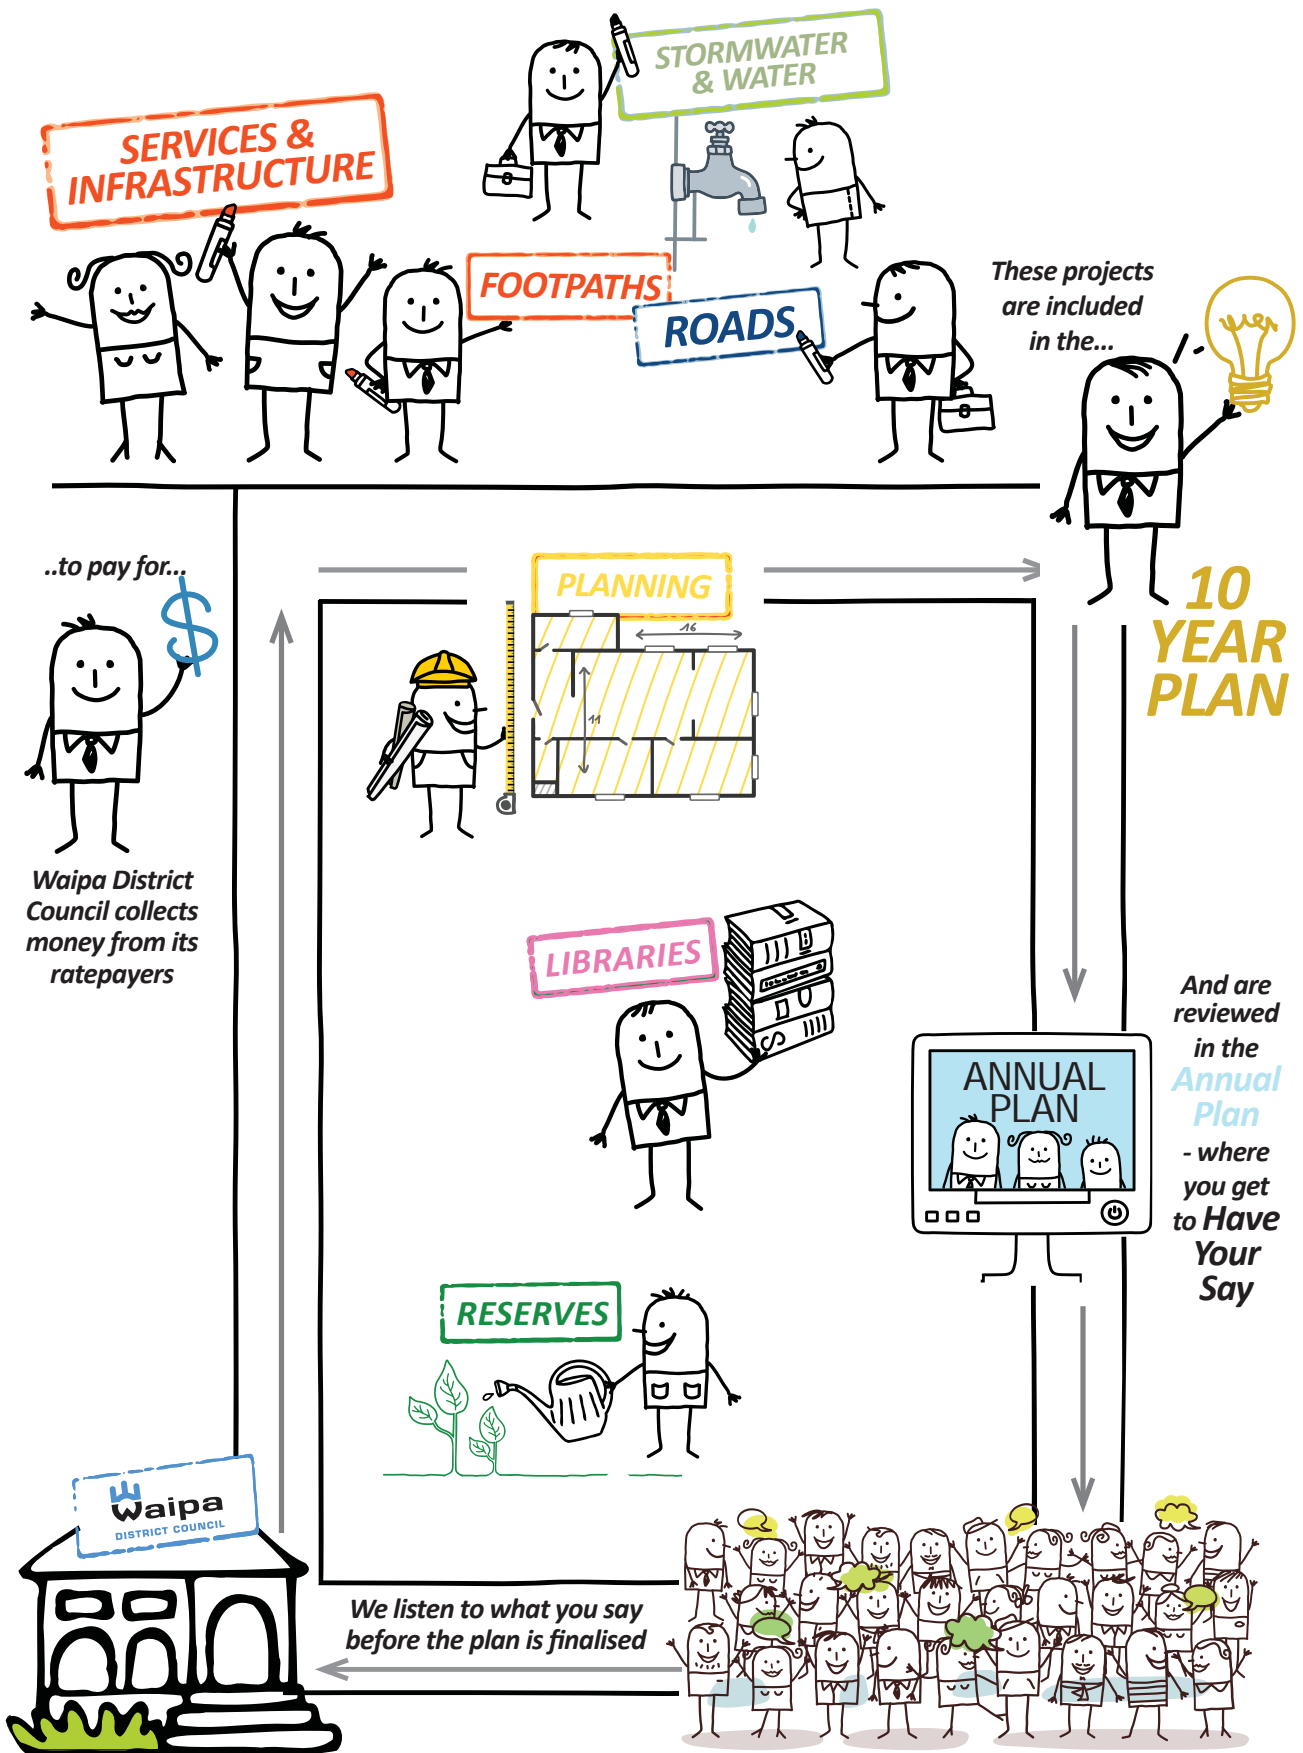 STORMWATER
& WATER
SERVICES &
INFRASTRUCTURE
FOOTPATHS
ROADS
These projects
are included
in the...
10
YEAR
PLAN
..to pay for...
$
Waipa District
Council collects
money from its
ratepayers
PLANNING
16
11
LIBRARIES
ANNUAL
PLAN
And are
reviewed
in the
Annual
Plan
- where
you get
to Have
Your
Say
RESERVES
Waipa
DISTRICT COUNCIL
We listen to what you say
before the plan is finalised